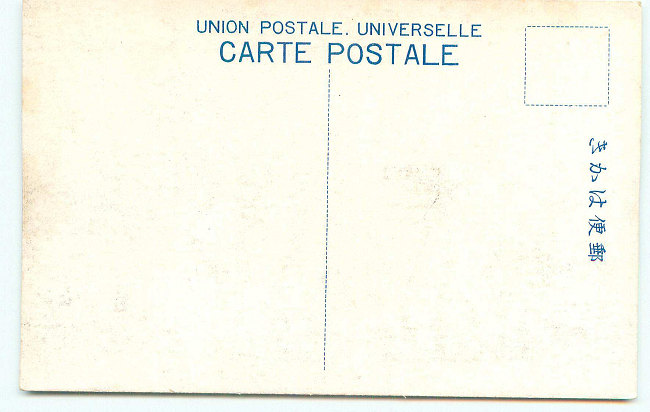 UNION POSTALE. UNIVERSELLE
CARTE POSTALE
郵便はかき